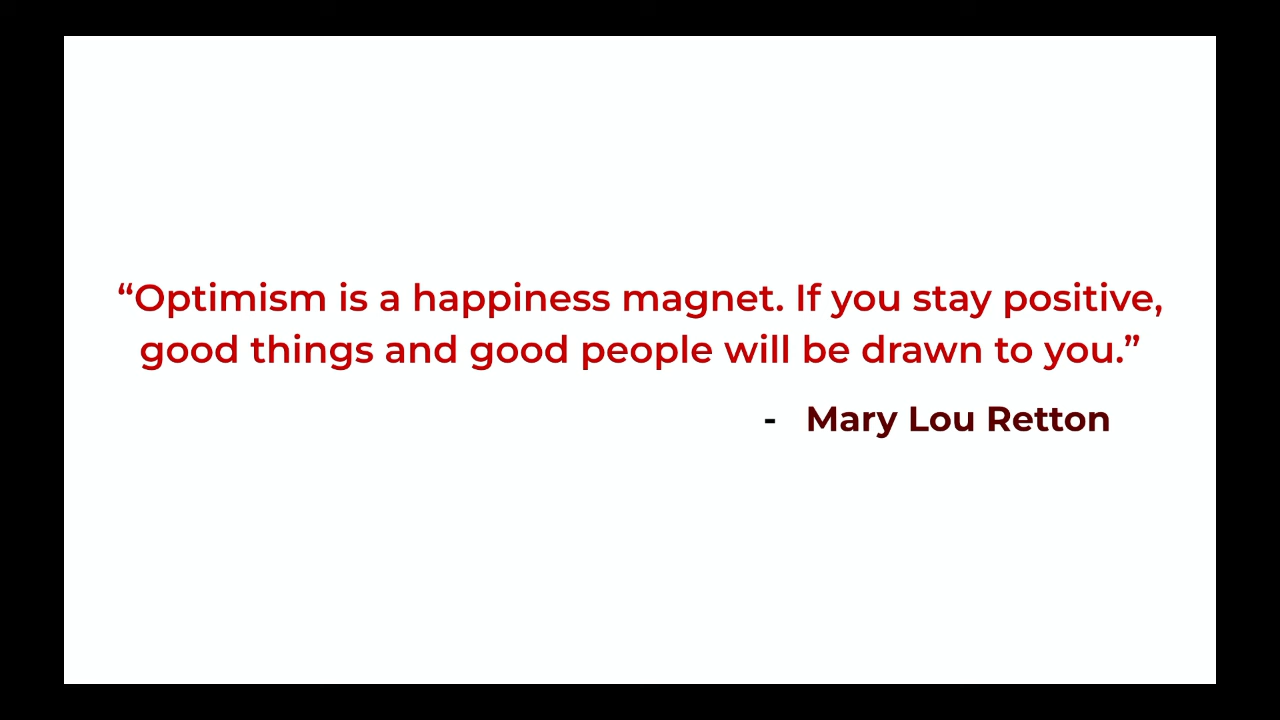 “Optimism is a happiness magnet. If you stay positive,
good things and good people will be drawn to you.”
- Mary Lou Retton